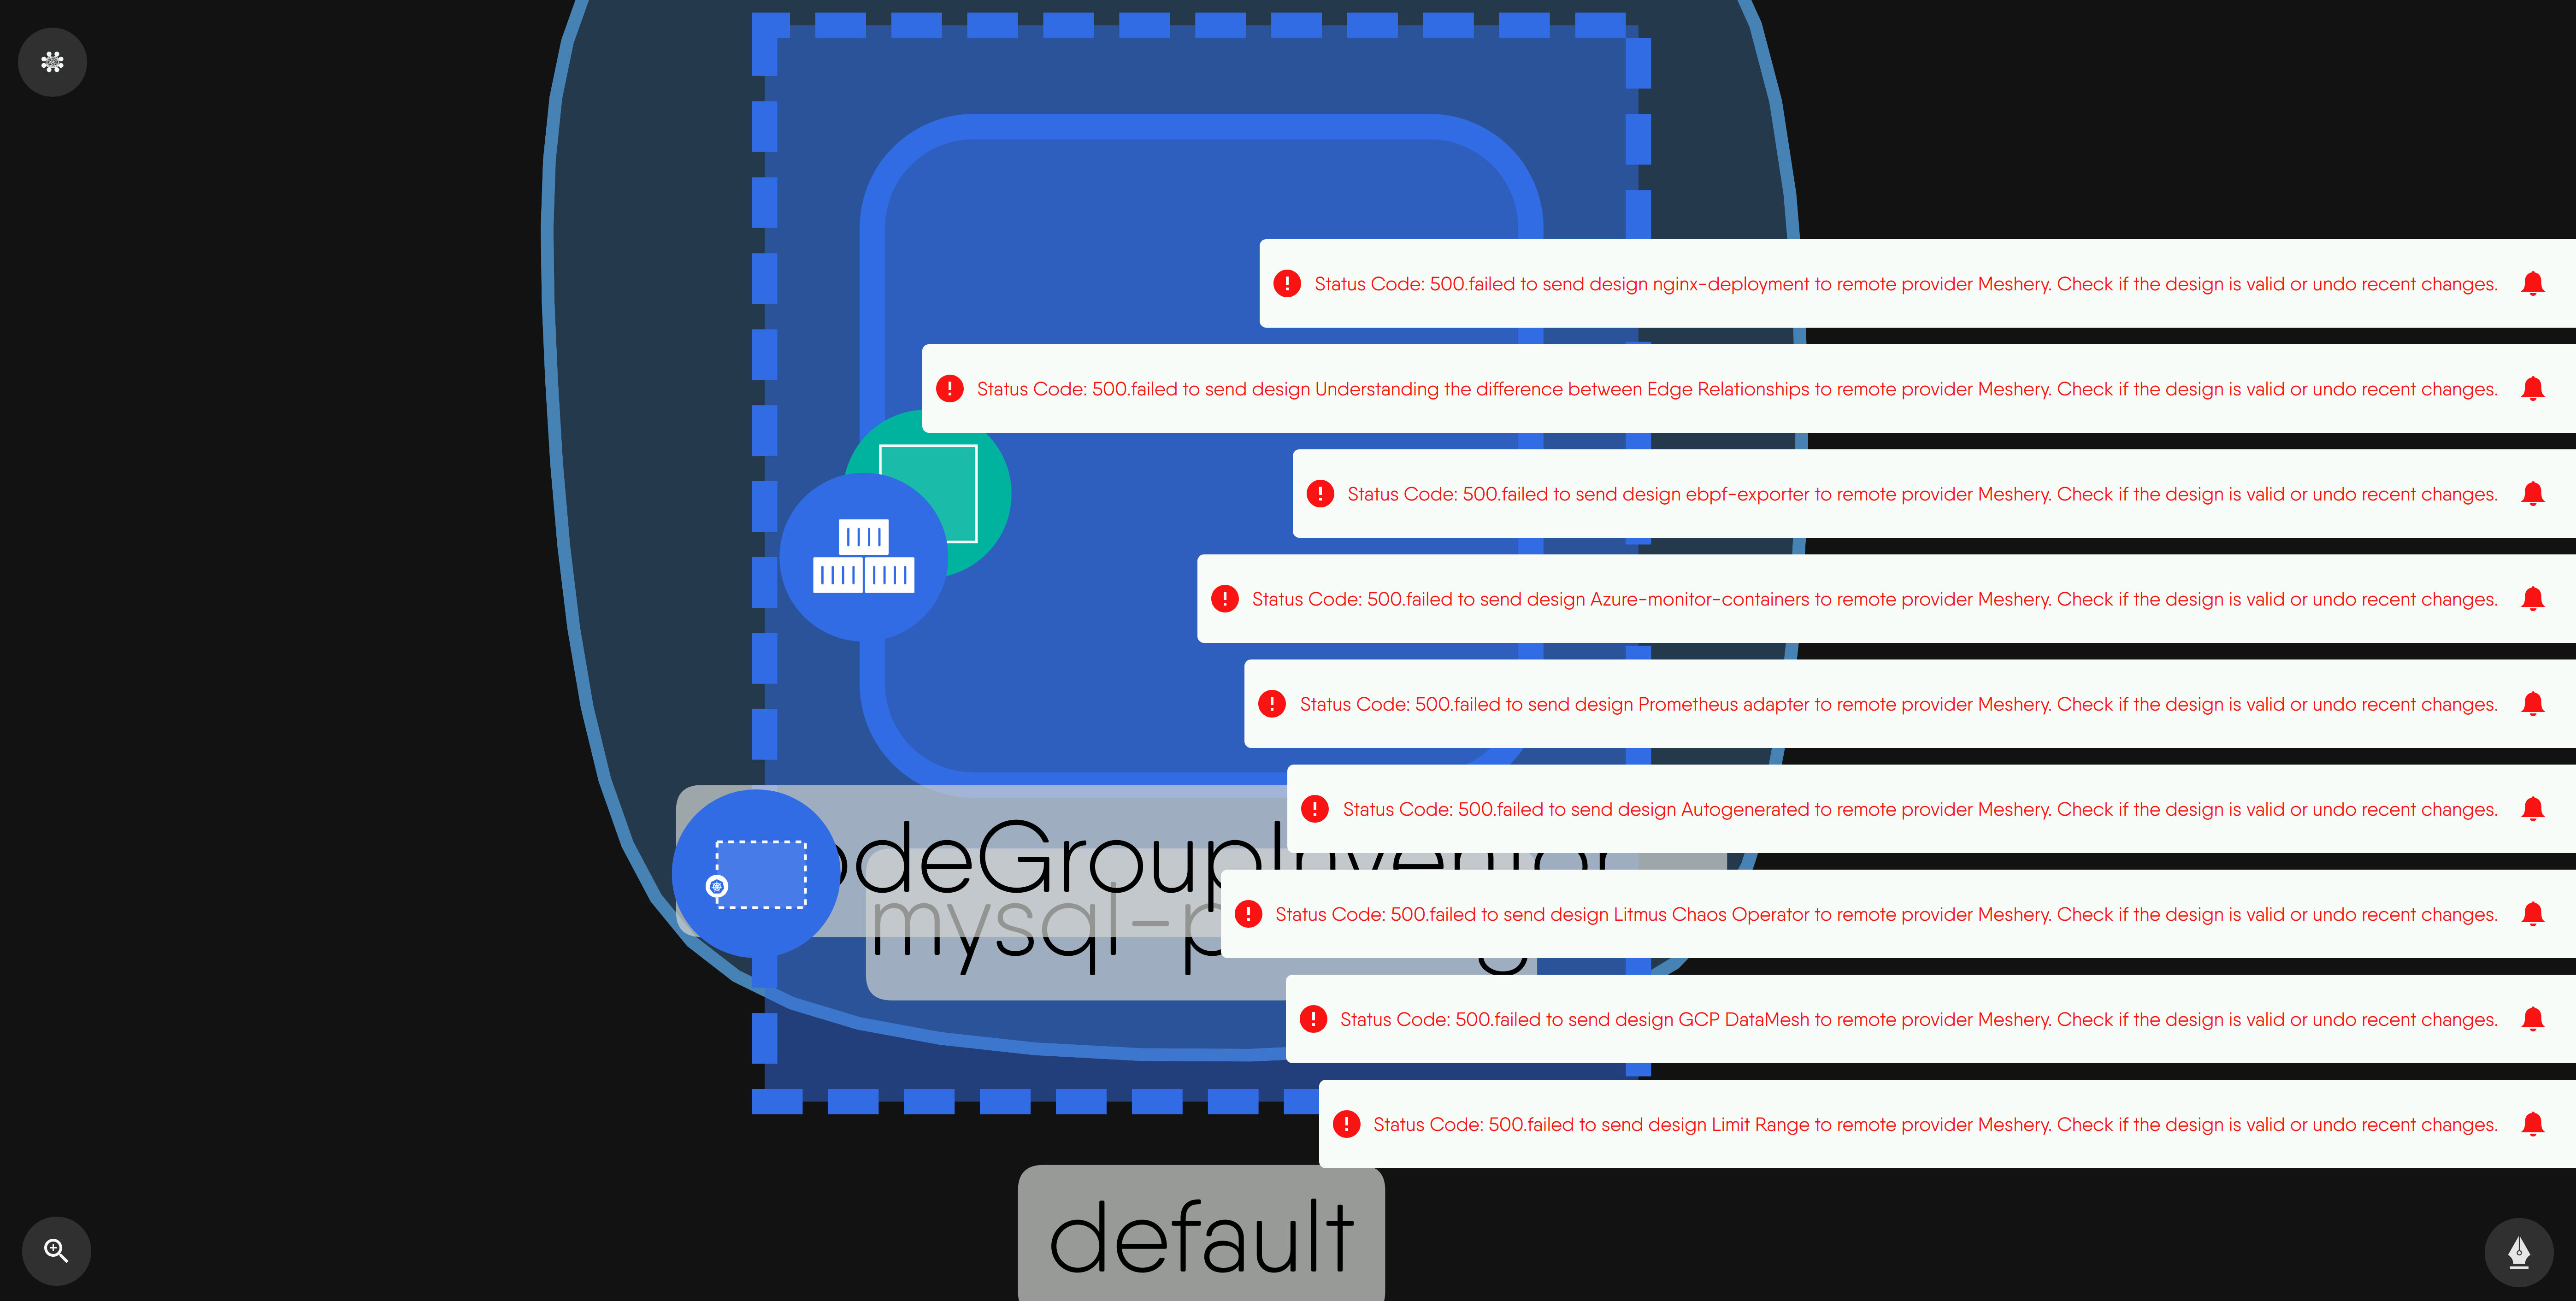 Status Code: 500.failed to send design nginx-deployment to remote provider Meshery. Check if the design is valid or undo recent changes.
Status Code: 500.failed to send design Understanding the difference between Edge Relationships to remote provider Meshery. Check if the design is valid or undo recent changes.
Status Code: 500.failed to send design ebpf-exporter to remote provider Meshery. Check if the design is valid or undo recent changes.
Status Code: 500.failed to send design Azure-monitor-containers to remote provider Meshery. Check if the design is valid or undo recent changes.
Status Code: 500.failed to send design Prometheus adapter to remote provider Meshery. Check if the design is valid or undo recent changes.
Status Code: 500.failed to send design Autogenerated to remote provider Meshery. Check if the design is valid or undo recent changes.
odeGroupInventor
Status Code: 500.failed to send design Litmus Chaos Operator to remote provider Meshery. Check if the design is valid or undo recent changes.
mysql-p
Status Code: 500.failed to send design GCP DataMesh to remote provider Meshery. Check if the design is valid or undo recent changes.
Status Code: 500.failed to send design Limit Range to remote provider Meshery. Check if the design is valid or undo recent changes.
default